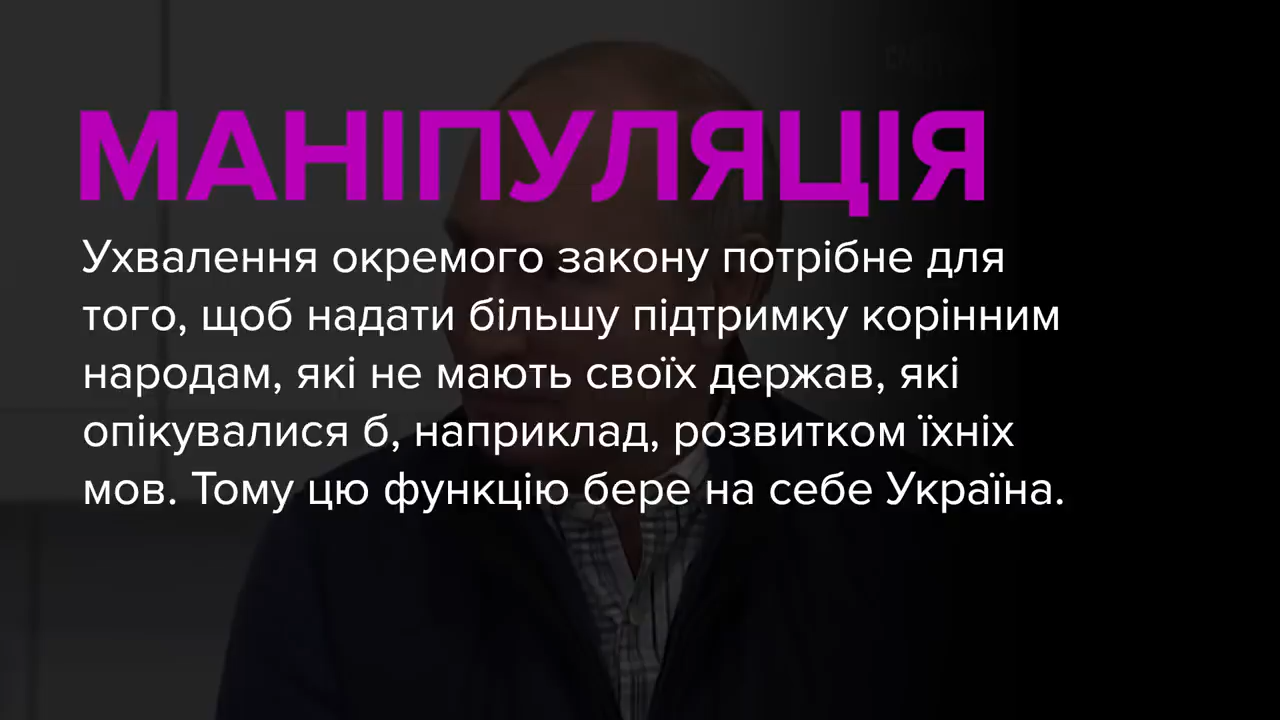 МАНІПУЛЯЦІЯ
Ухвалення окремого закону потрібне для
того, щоб надати більшу підтримку корінним
народам, які не мають своїх держав, які
опікувалися б, наприклад, розвитком їхніх
мов. Тому цю функцію бере на себе Україна.